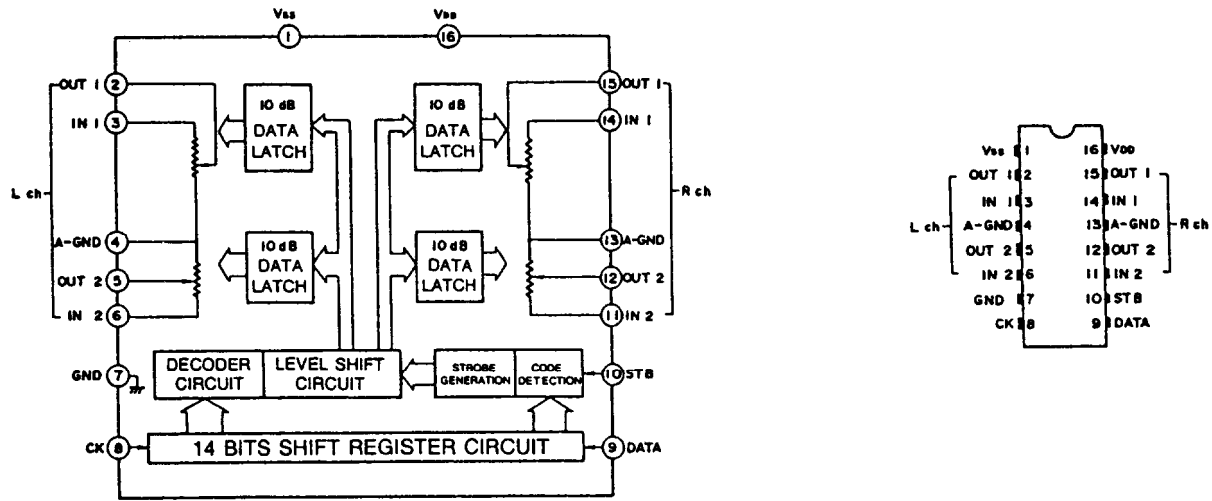 Vss VDD
1 16
OUT 1 2 15 OUT 1
10 dB DATA LATCH
10 dB DATA LATCH
IN 1 3 14 IN 1
L ch R ch
A-GND 4 13 A-GND
10 dB DATA LATCH
10 dB DATA LATCH
OUT 2 5 12 OUT 2
IN 2 6 11 IN 2
GND 7
DECODER CIRCUIT
LEVEL SHIFT CIRCUIT
STROBE GENERATION
CODE DETECTION
10 STB
CK 8
14 BITS SHIFT REGISTER CIRCUIT
9 DATA
Vss 1 16 VDD
OUT 1 2 15 OUT 1
IN 1 3 14 IN 1
L ch A-GND 4 13 A-GND R ch
OUT 2 5 12 OUT 2
IN 2 6 11 IN 2
GND 7 10 STB
CK 8 9 DATA